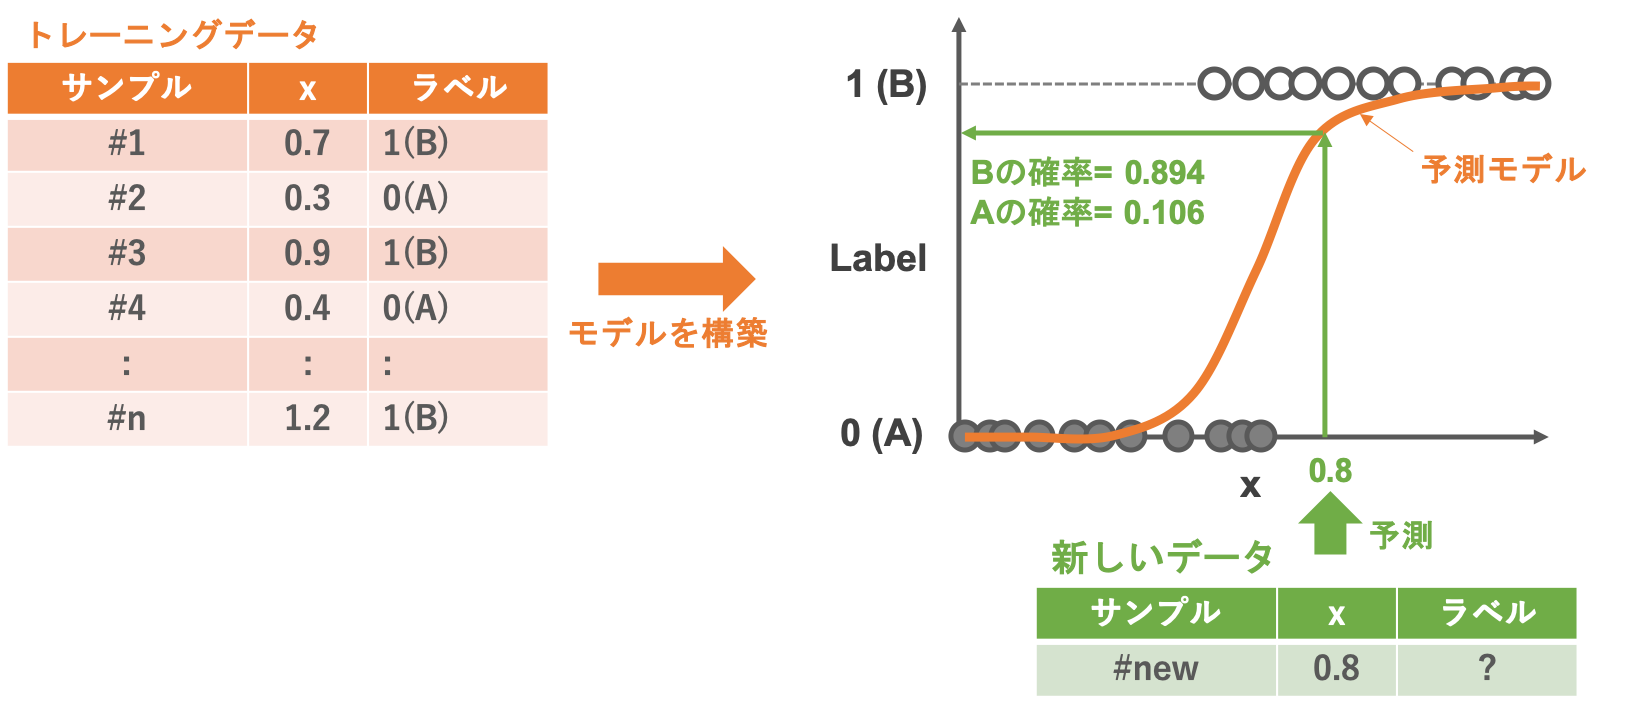 トレーニングデータ
サンプル x ラベル
#1 0.7 1(B)
#2 0.3 0(A)
#3 0.9 1(B)
#4 0.4 0(A)
: : :
#n 1.2 1(B)
モデルを構築
1 (B)
Bの確率= 0.894
Aの確率= 0.106
予測モデル
Label
0 (A)
x
0.8
予測
新しいデータ
サンプル x ラベル
#new 0.8 ?